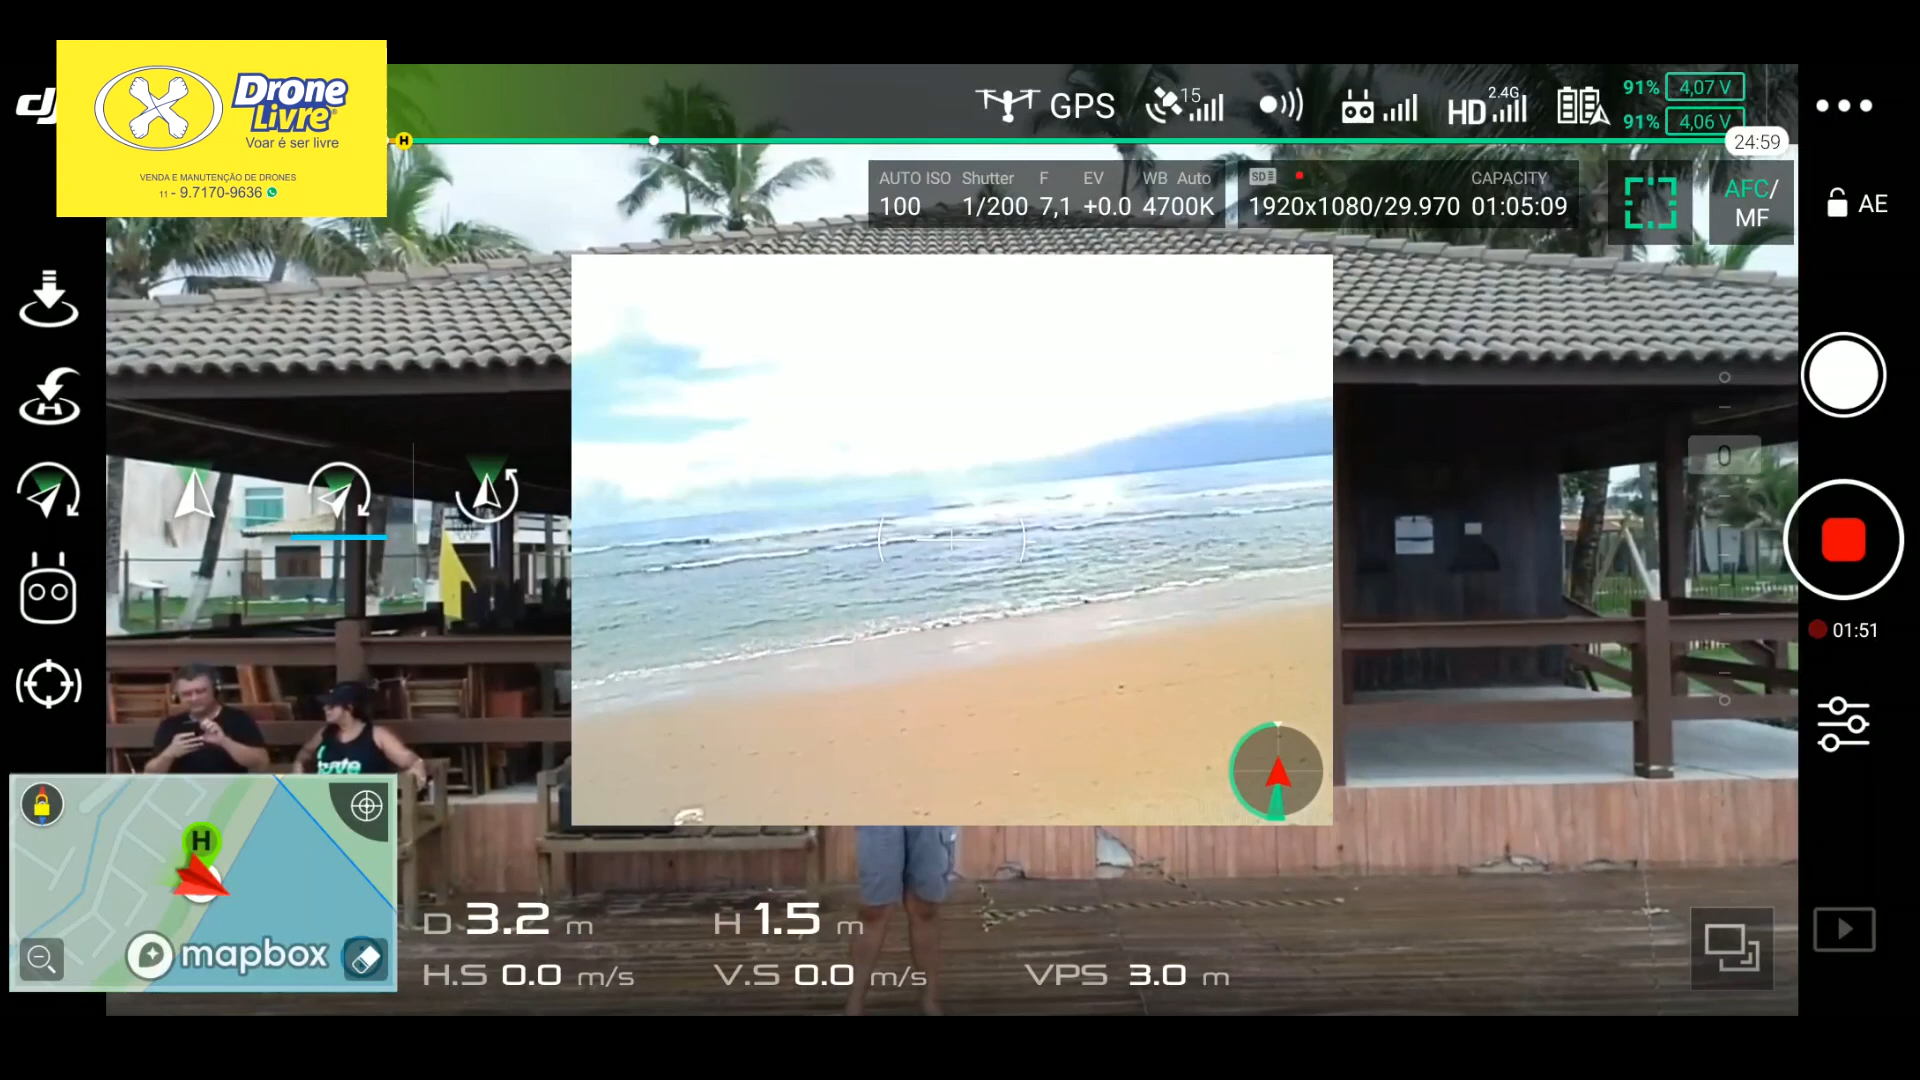 dji
Drone
Livre
Voar é ser livre
VENDA E MANUTENÇÃO DE DRONES
11 - 9.7170-9636
H
GPS
15
HD
2.4G
91% 4,07 V
91% 4,06 V
24:59
AUTO ISO Shutter F EV WB Auto
100 1/200 7,1 +0.0 4700K
SD CAPACITY
1920x1080/29.970 01:05:09
AFC/
MF
AE
0
01:51
H
mapbox
D 3.2 m H 1.5 m
H.S 0.0 m/s V.S 0.0 m/s VPS 3.0 m